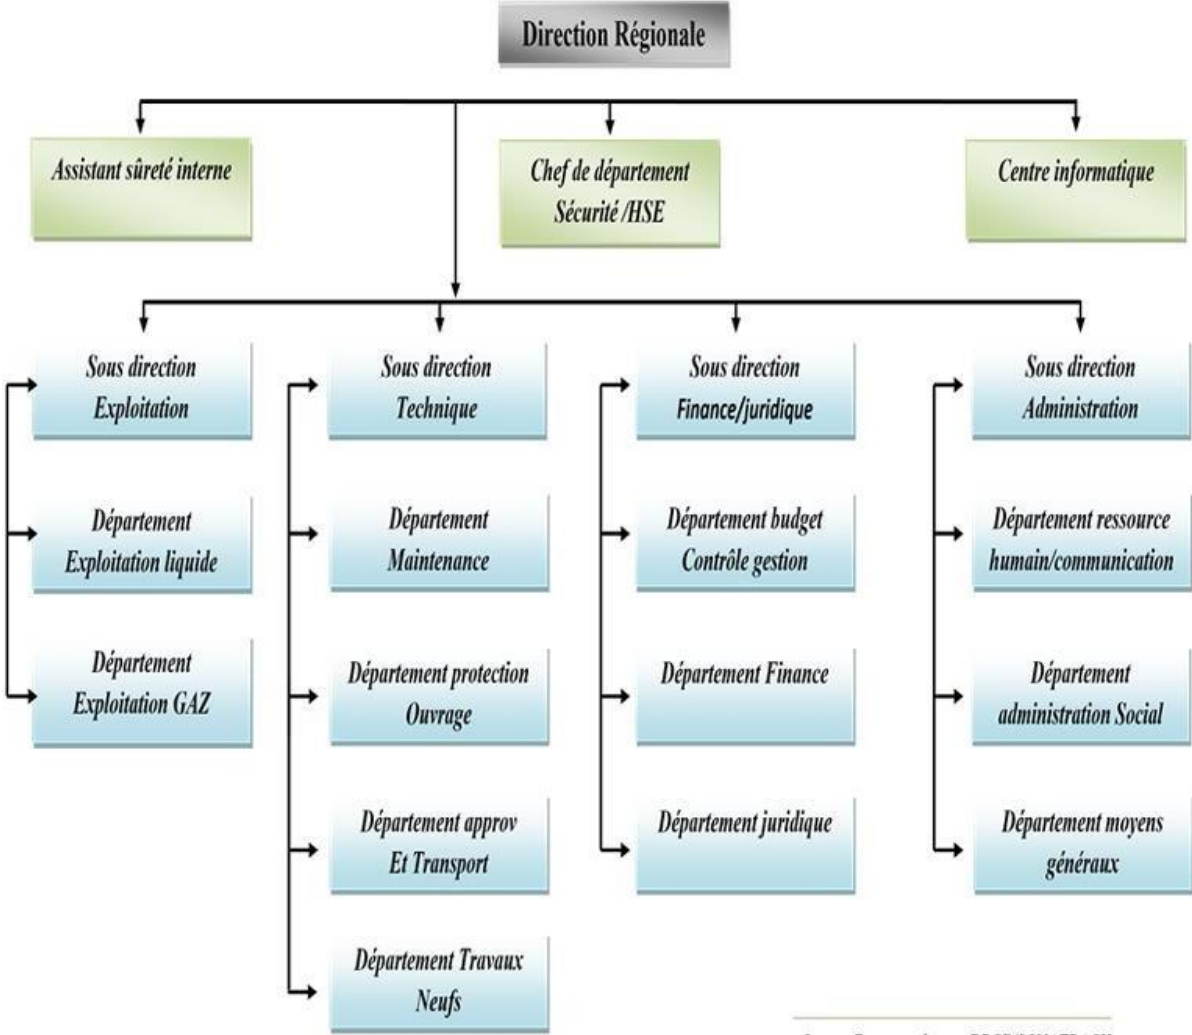 Direction Régionale
Assistant sûreté interne
Chef de département
Sécurité /HSE
Centre informatique
Sous direction
Exploitation
Sous direction
Technique
Sous direction
Finance/juridique
Sous direction
Administration
Département
Exploitation liquide
Département
Maintenance
Département budget
Contrôle gestion
Département ressource
humain/communication
Département
Exploitation GAZ
Département protection
Ouvrage
Département Finance
Département
administration Social
Département approv
Et Transport
Département juridique
Département moyens
généraux
Département Travaux
Neufs